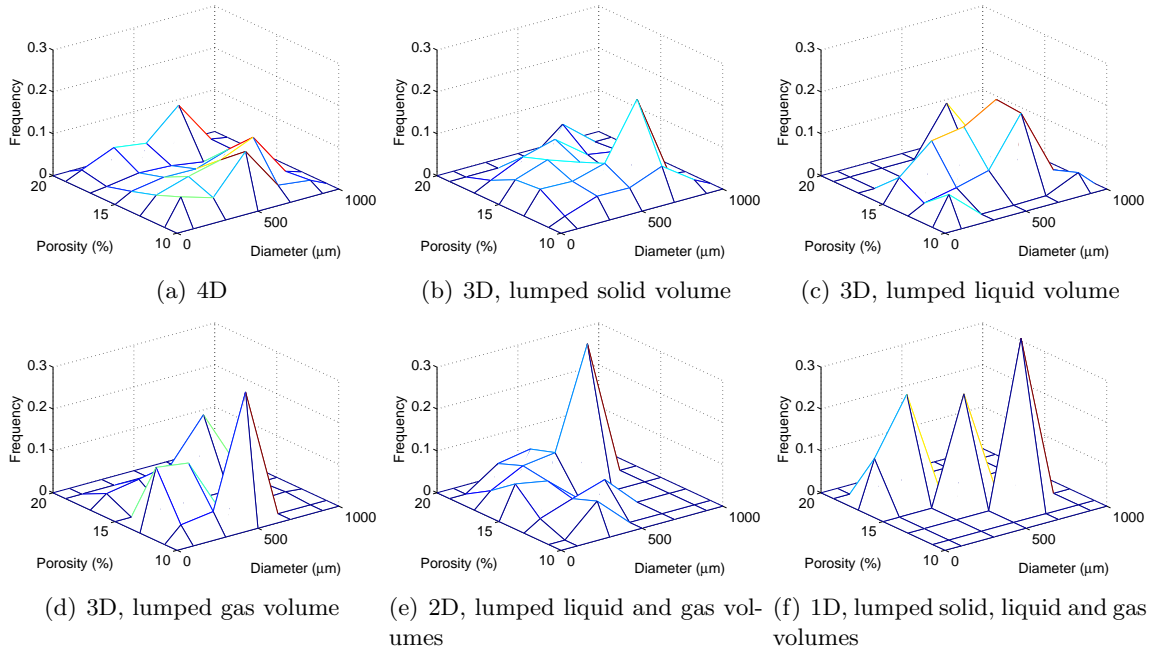 0.3
0.2
0.1
0
Frequency
20
15
10
Porosity (%)
0
500
1000
Diameter (μm)
(a) 4D
0.3
0.2
0.1
0
Frequency
20
15
10
Porosity (%)
0
500
1000
Diameter (μm)
(b) 3D, lumped solid volume
0.3
0.2
0.1
0
Frequency
20
15
10
Porosity (%)
0
500
1000
Diameter (μm)
(c) 3D, lumped liquid volume
0.3
0.2
0.1
0
Frequency
20
15
10
Porosity (%)
0
500
1000
Diameter (μm)
(d) 3D, lumped gas volume
0.3
0.2
0.1
0
Frequency
20
15
10
Porosity (%)
0
500
1000
Diameter (μm)
(e) 2D, lumped liquid and gas vol-
umes
0.3
0.2
0.1
0
Frequency
20
15
10
Porosity (%)
0
500
1000
Diameter (μm)
(f) 1D, lumped solid, liquid and gas
volumes